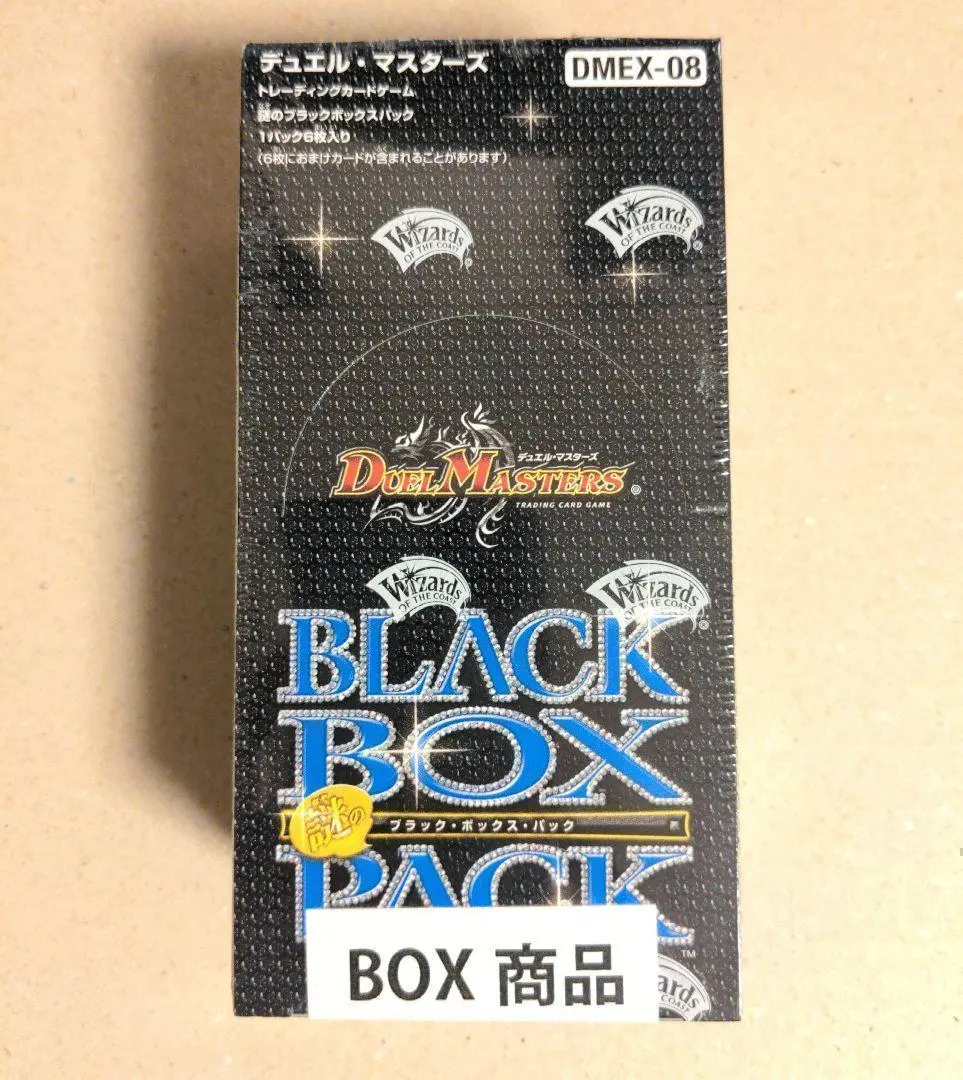 デュエル・マスターズ
DMEX-08
トレーディングカードゲーム
謎のブラックボックスパック
1パック6枚入り
(6枚におまけカードが含まれることがあります)
Wizards
OF THE COAST
®
Wizards
OF THE COAST
®
デュエル・マスターズ
DUEL MASTERS®
TRADING CARD GAME
Wizards
OF THE COAST
Wizards
OF THE COAST
®
BLACK
BOX
謎の
ブラック・ボックス・パック
PACK
TM
BOX 商品
ards
COAST
®